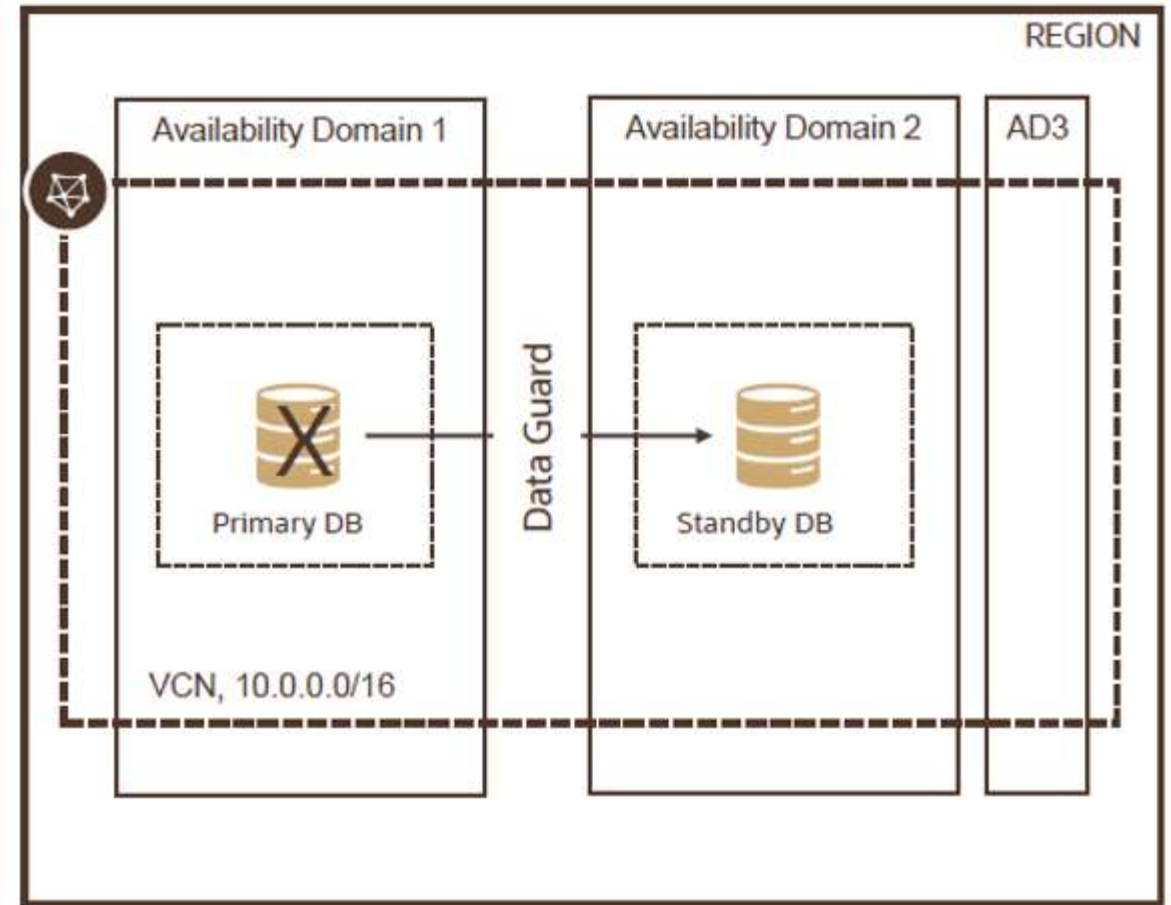 REGION
Availability Domain 1
Availability Domain 2
AD3
Data Guard
X
Primary DB
Standby DB
VCN, 10.0.0.0/16